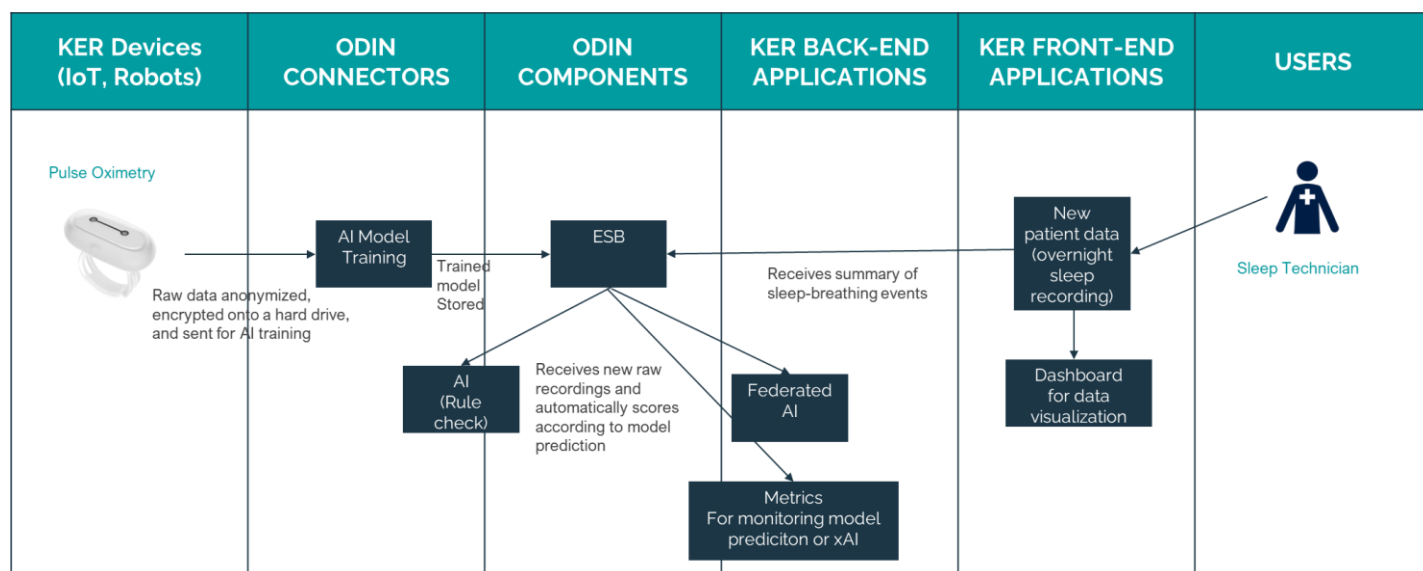 KER Devices
(IoT, Robots)
ODIN
CONNECTORS
ODIN
COMPONENTS
KER BACK-END
APPLICATIONS
KER FRONT-END
APPLICATIONS
USERS
Pulse Oximetry
Raw data anonymized,
encrypted onto a hard drive,
and sent for AI training
AI Model
Training
Trained
model
Stored
ESB
Receives summary of
sleep-breathing events
New
patient data
(overnight
sleep
recording)
Sleep Technician
AI
(Rule
check)
Receives new raw
recordings and
automatically scores
according to model
prediction
Federated
AI
Dashboard
for data
visualization
Metrics
For monitoring model
prediciton or xAI